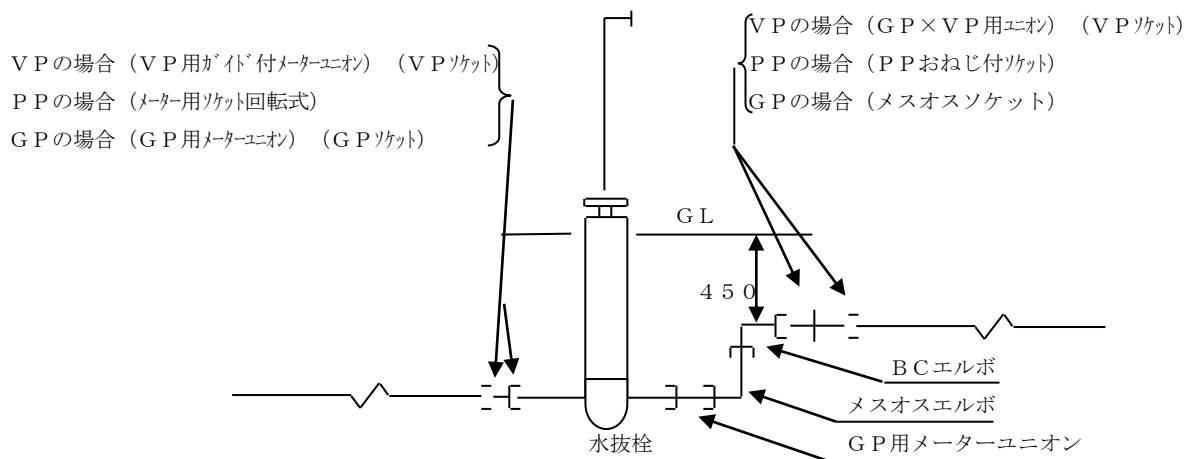 ＶＰの場合（ＶＰ用ｶﾞｲﾄﾞ付ﾒｰﾀｰﾕﾆｵﾝ）（ＶＰｿｹｯﾄ）
ＰＰの場合（ﾒｰﾀｰ用ｿｹｯﾄ回転式）
ＧＰの場合（ＧＰ用ﾒｰﾀｰﾕﾆｵﾝ）（ＧＰｿｹｯﾄ）
ＶＰの場合（ＧＰ×ＶＰ用ﾕﾆｵﾝ）（ＶＰｿｹｯﾄ）
ＰＰの場合（ＰＰおねじ付ｿｹｯﾄ）
ＧＰの場合（メスオスソケット）
ＧＬ
４５０
ＢＣエルボ
メスオスエルボ
ＧＰ用メーターユニオン
水抜栓